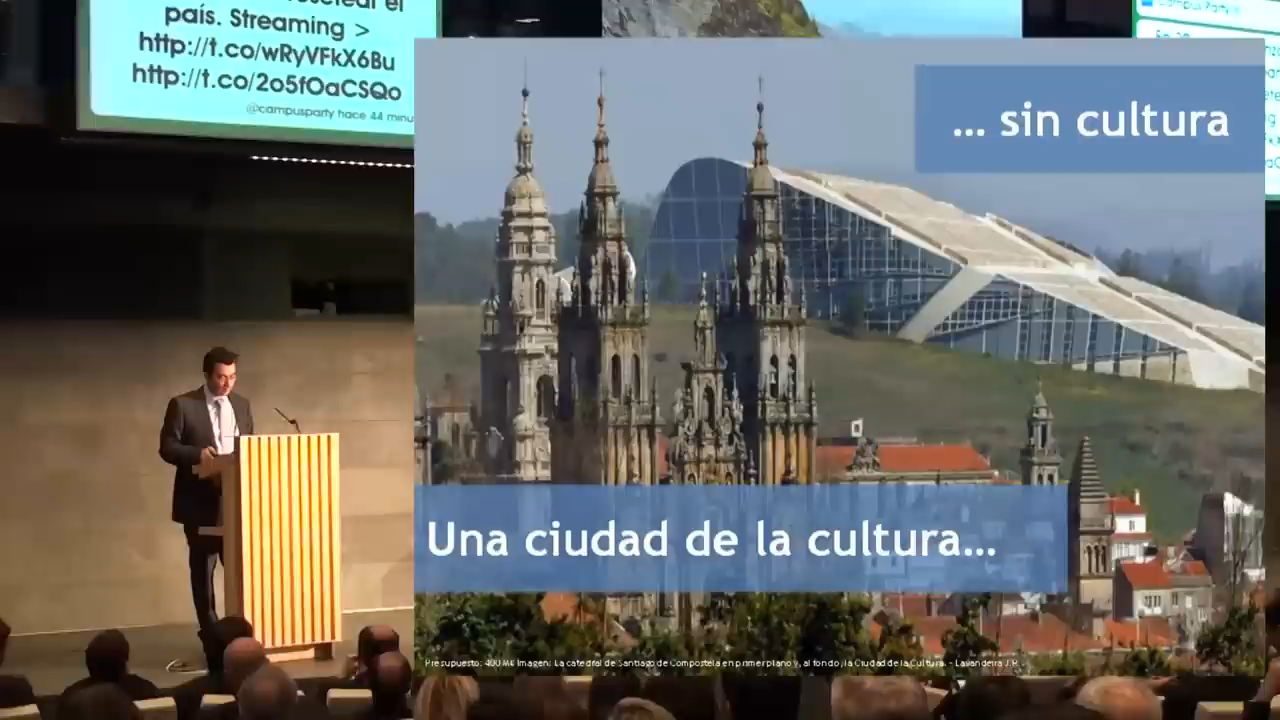 país. Streaming >
http://t.co/wRyVFkX6Bu
http://t.co/2o5fOaCSQo
@campusparty hace 44 minu
Campus Party
... sin cultura
Una ciudad de la cultura...
Presupuesto: 400 M€ Imagen: La catedral de Santiago de Compostela en primer plano y, al fondo, la Ciudad de la Cultura. - Lavandeira J.R.